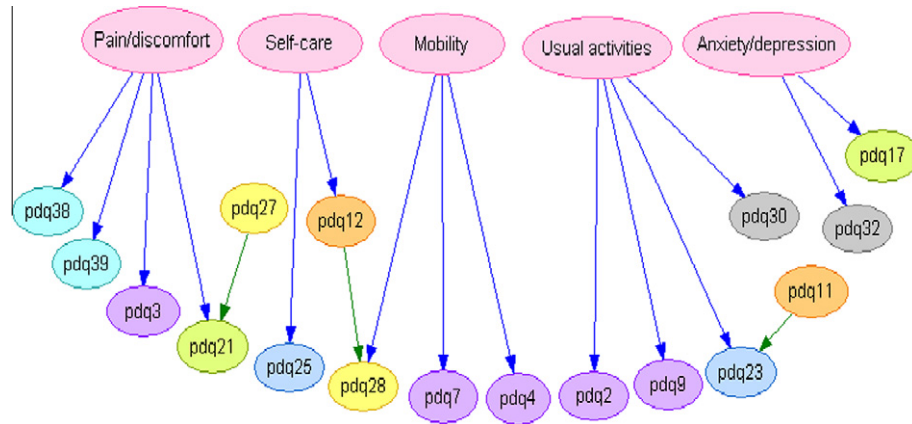 Pain/discomfort
Self-care
Mobility
Usual activities
Anxiety/depression
pdq17
pdq38
pdq27
pdq12
pdq30
pdq32
pdq39
pdq3
pdq11
pdq21
pdq25
pdq28
pdq7
pdq4
pdq2
pdq9
pdq23